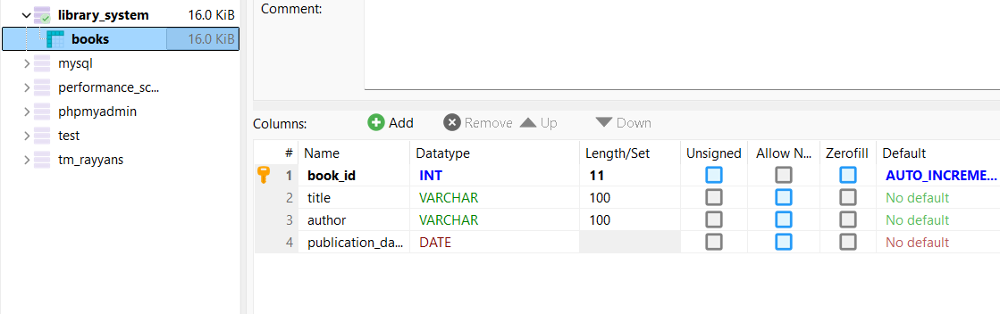 library_system 16.0 KiB
books 16.0 KiB
mysql
performance_sc...
phpmyadmin
test
tm_rayyans
Comment:
Columns: Add Remove Up Down
# Name Datatype Length/Set Unsigned Allow N... Zerofill Default
1 book_id INT 11 AUTO_INCREME...
2 title VARCHAR 100 No default
3 author VARCHAR 100 No default
4 publication_da... DATE No default